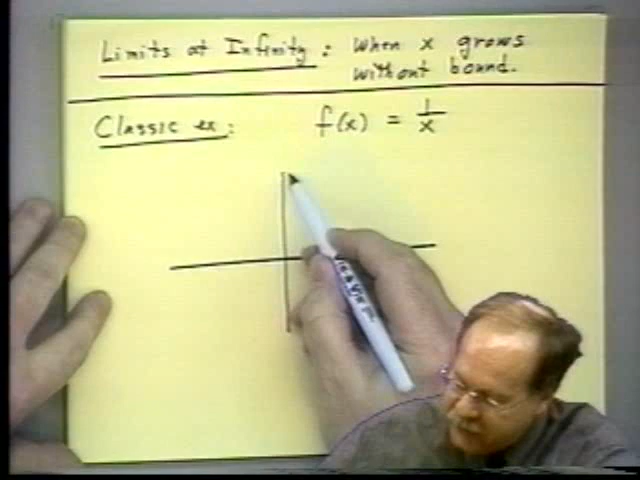 Limits at Infinity: when x grows
without bound.
Classic ex: f(x) = 1/x